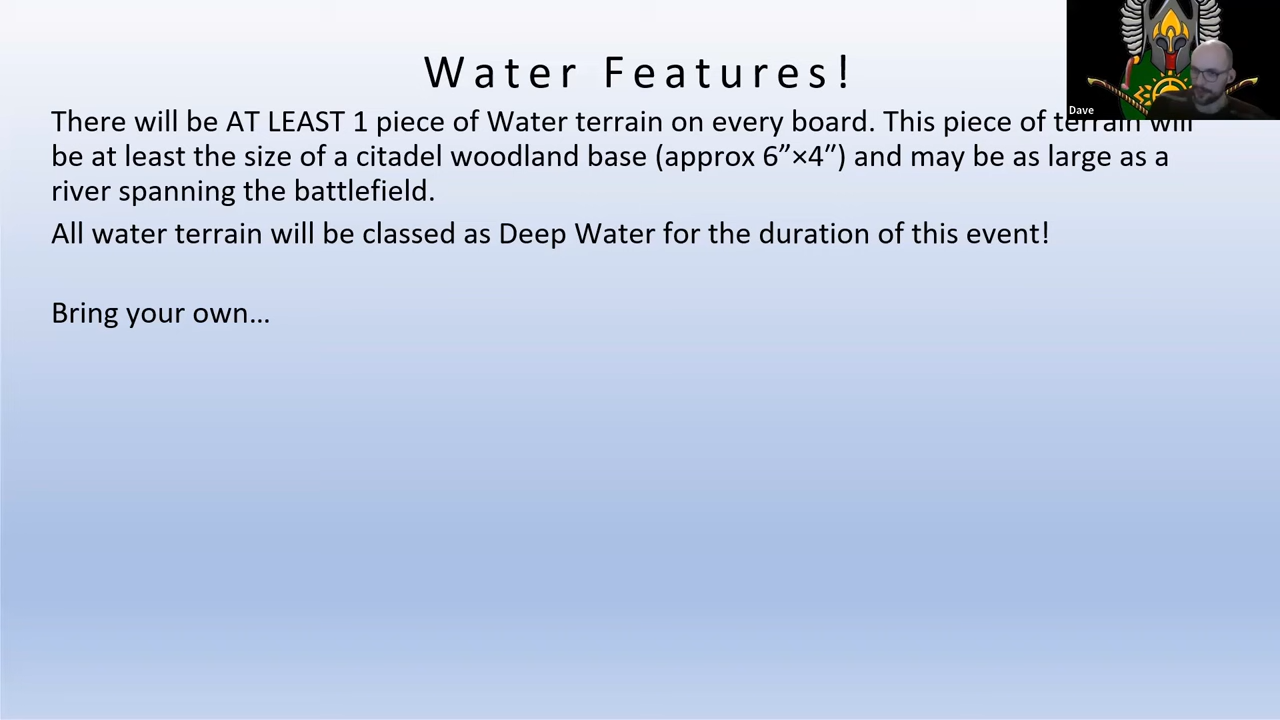 Water Features!
Dave
There will be AT LEAST 1 piece of Water terrain on every board. This piece of terrain will
be at least the size of a citadel woodland base (approx 6”×4”) and may be as large as a
river spanning the battlefield.
All water terrain will be classed as Deep Water for the duration of this event!
Bring your own…